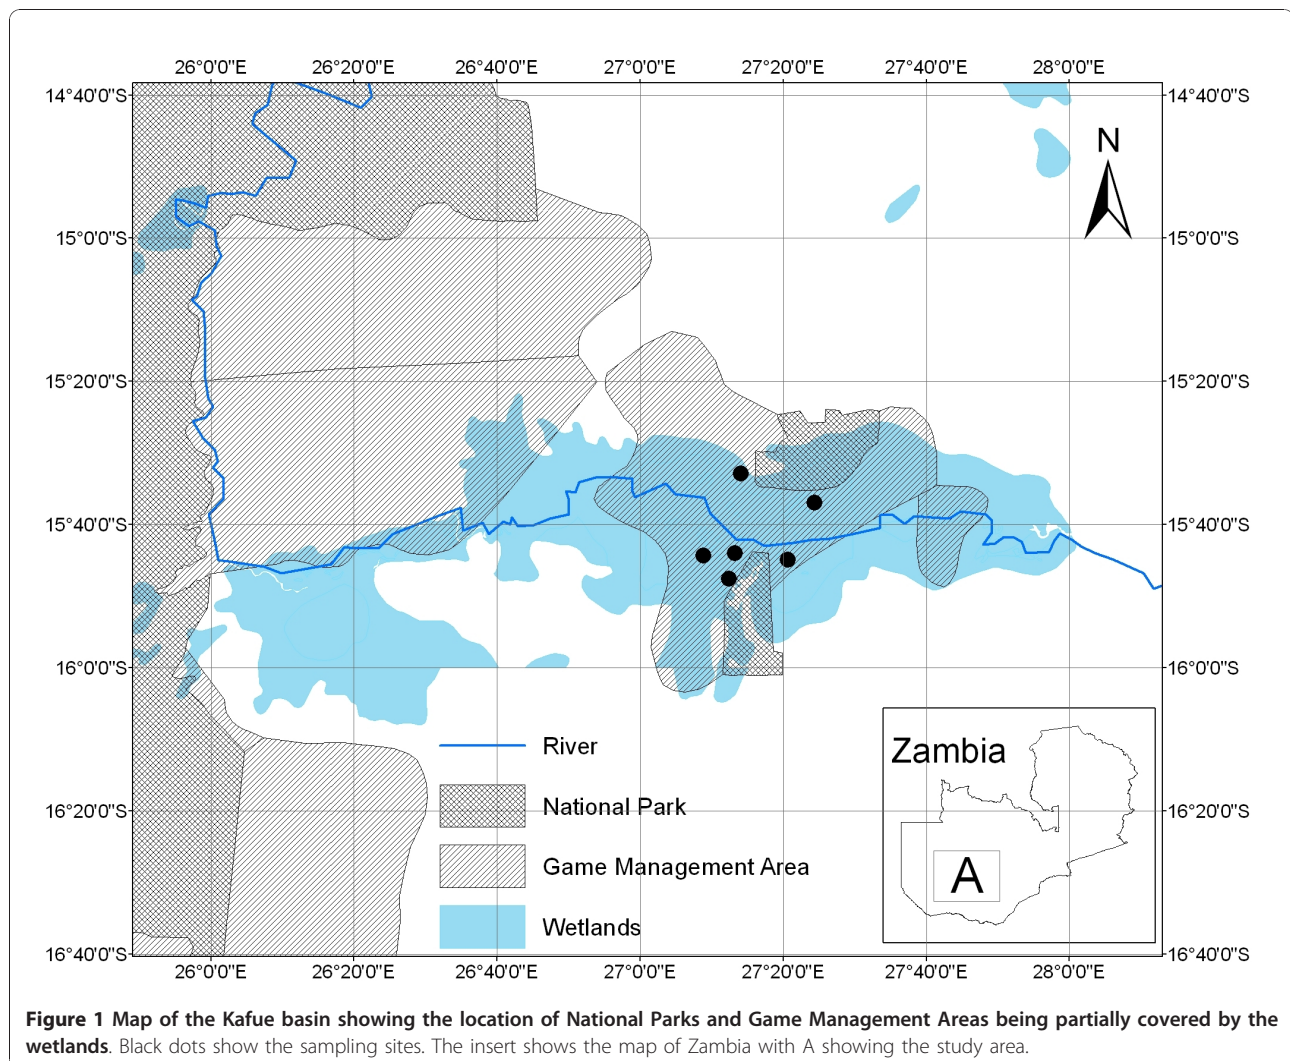 26°0'0"E 26°20'0"E 26°40'0"E 27°0'0"E 27°20'0"E 27°40'0"E 28°0'0"E
14°40'0"S 14°40'0"S
N
15°0'0"S 15°0'0"S
15°20'0"S 15°20'0"S
15°40'0"S 15°40'0"S
16°0'0"S 16°0'0"S
River
Zambia
National Park
16°20'0"S 16°20'0"S
Game Management Area
A
Wetlands
16°40'0"S 16°40'0"S
26°0'0"E 26°20'0"E 26°40'0"E 27°0'0"E 27°20'0"E 27°40'0"E 28°0'0"E
Figure 1 Map of the Kafue basin showing the location of National Parks and Game Management Areas being partially covered by the
wetlands. Black dots show the sampling sites. The insert shows the map of Zambia with A showing the study area.